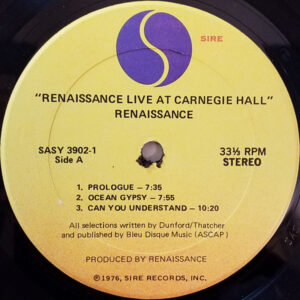 SIRE
"RENAISSANCE LIVE AT CARNEGIE HALL"
RENAISSANCE
SASY 3902-1
Side A
33⅓ RPM
STEREO
1. PROLOGUE - 7:35
2. OCEAN GYPSY - 7:55
3. CAN YOU UNDERSTAND - 10:20
All selections written by Dunford/Thatcher
and published by Bleu Disque Music (ASCAP)
PRODUCED BY RENAISSANCE
℗1976, SIRE RECORDS, INC.